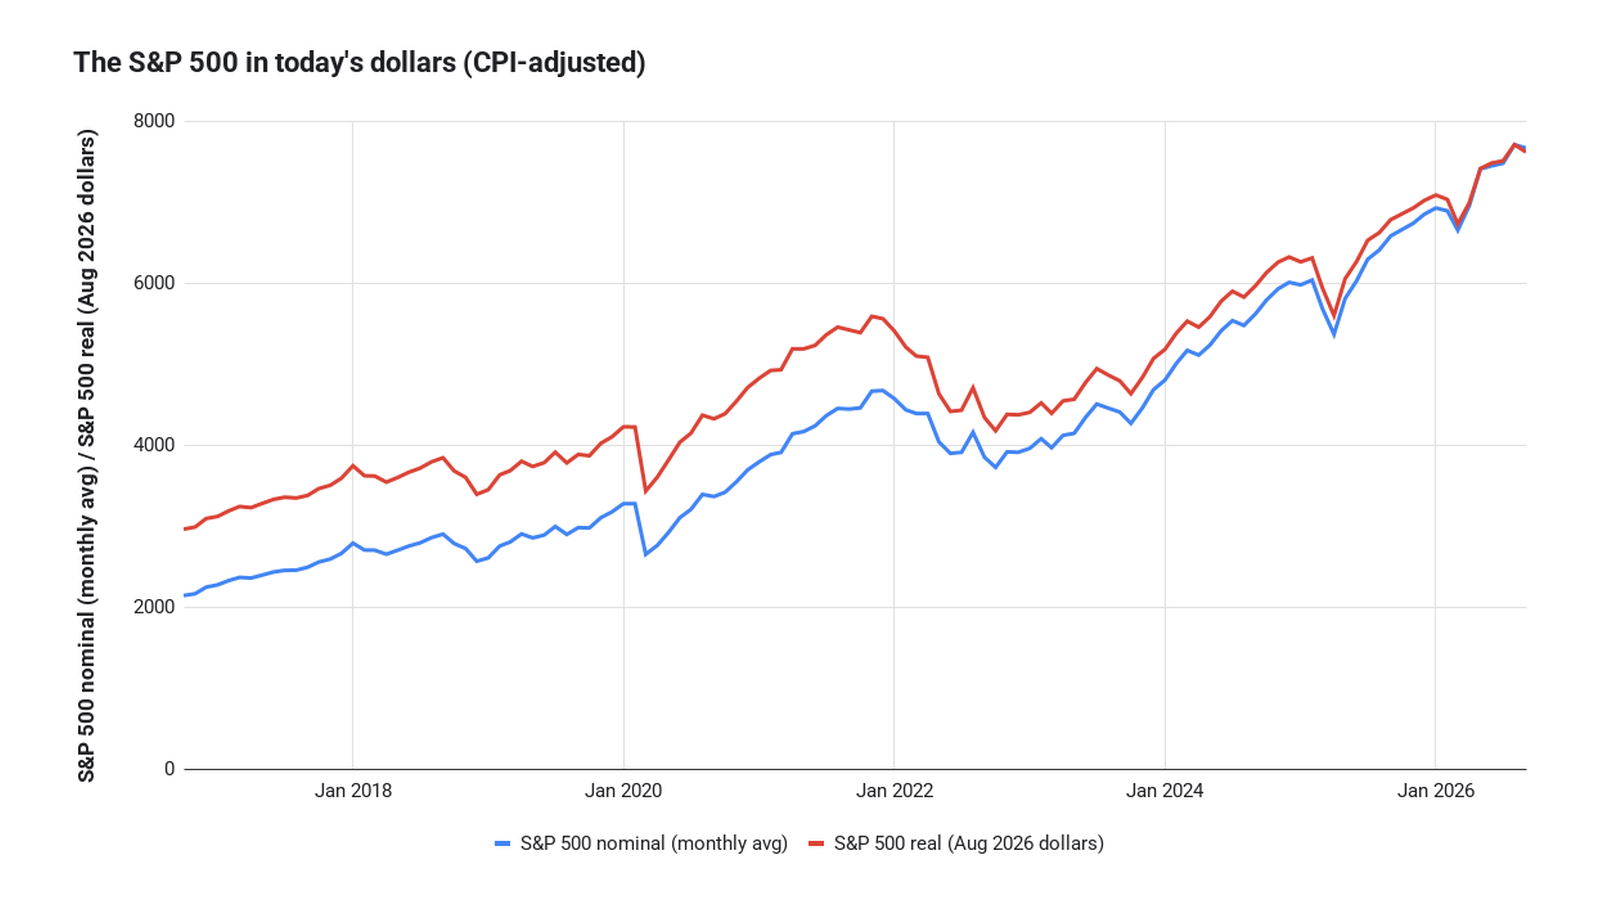 The S&P 500 in today's dollars (CPI-adjusted)
S&P 500 nominal (monthly avg) / S&P 500 real (Aug 2026 dollars)
8000
6000
4000
2000
0
Jan 2018
Jan 2020
Jan 2022
Jan 2024
Jan 2026
S&P 500 nominal (monthly avg)
S&P 500 real (Aug 2026 dollars)